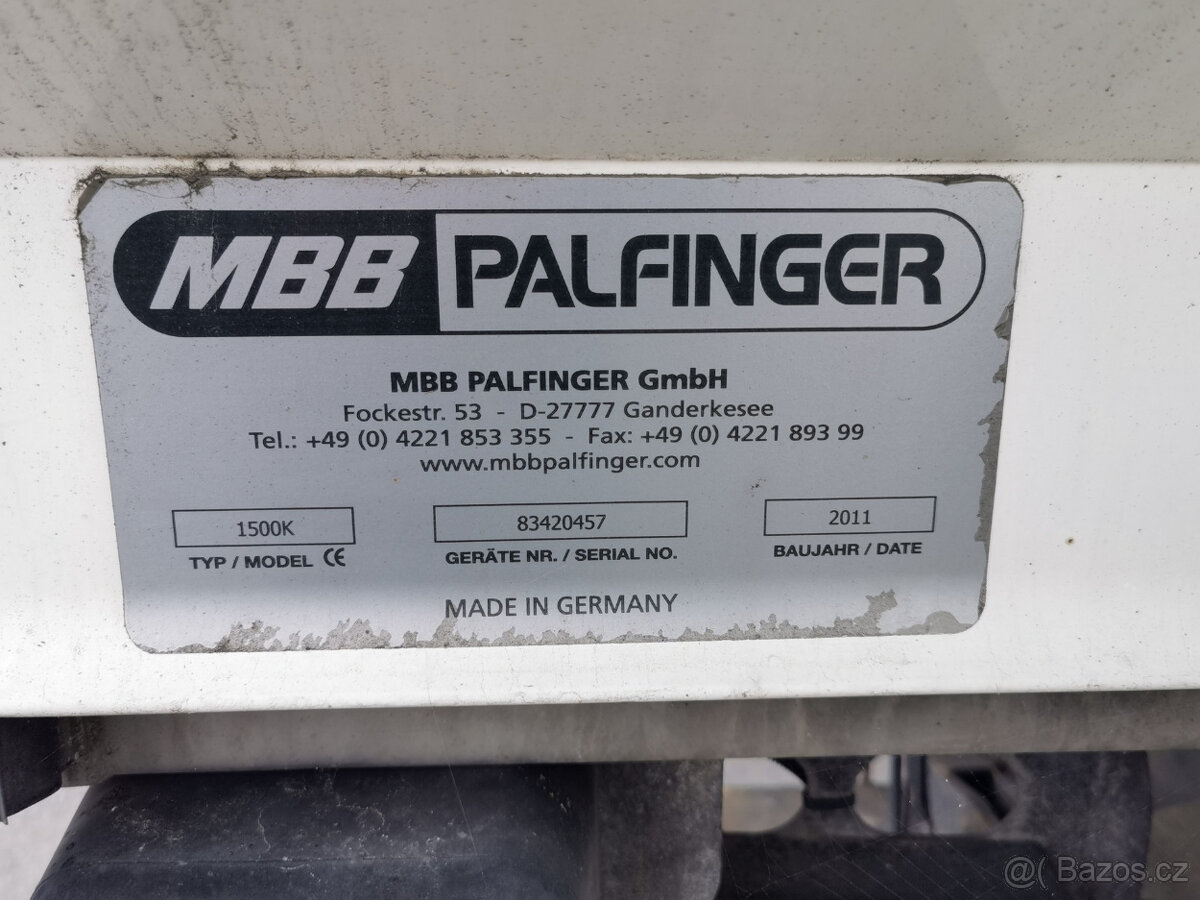 MBB PALFINGER
MBB PALFINGER GmbH
Fockestr. 53 - D-27777 Ganderkesee
Tel.: +49 (0) 4221 853 355 - Fax: +49 (0) 4221 893 99
www.mbbpalfinger.com
1500K 83420457 2011
TYP / MODEL CE GERÄTE NR. / SERIAL NO. BAUJAHR / DATE
MADE IN GERMANY
@( Bazos.cz